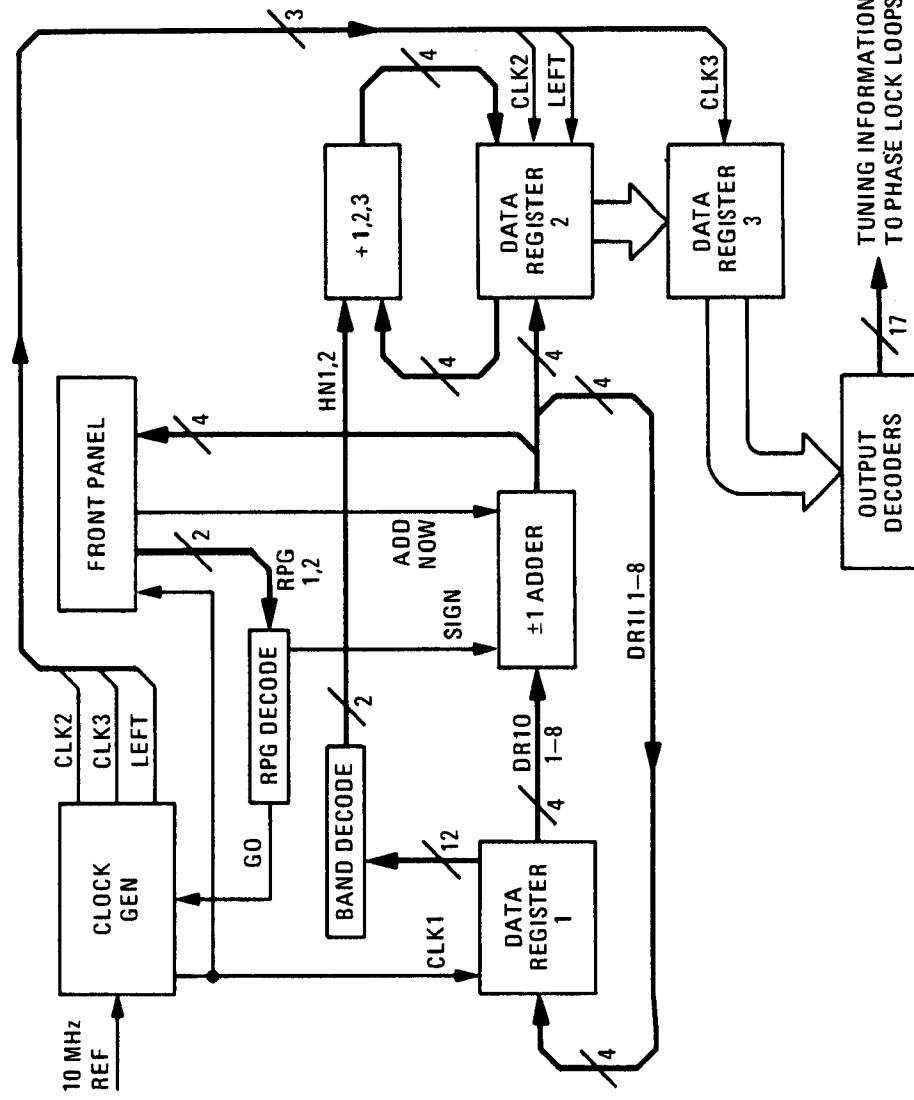 10 MHz
REF
CLOCK
GEN
CLK2
CLK3
LEFT
3
FRONT PANEL
GO
RPG DECODE
2
RPG
1,2
4
BAND DECODE
2
HN1,2
+1,2,3
4
4
CLK1
12
SIGN
ADD
NOW
DATA
REGISTER
1
DR1O
1–8
4
±1 ADDER
4
DATA
REGISTER
2
CLK2
LEFT
4
4
DR1I 1–8
DATA
REGISTER
3
CLK3
OUTPUT
DECODERS
17
TUNING INFORMATION
TO PHASE LOCK LOOPS